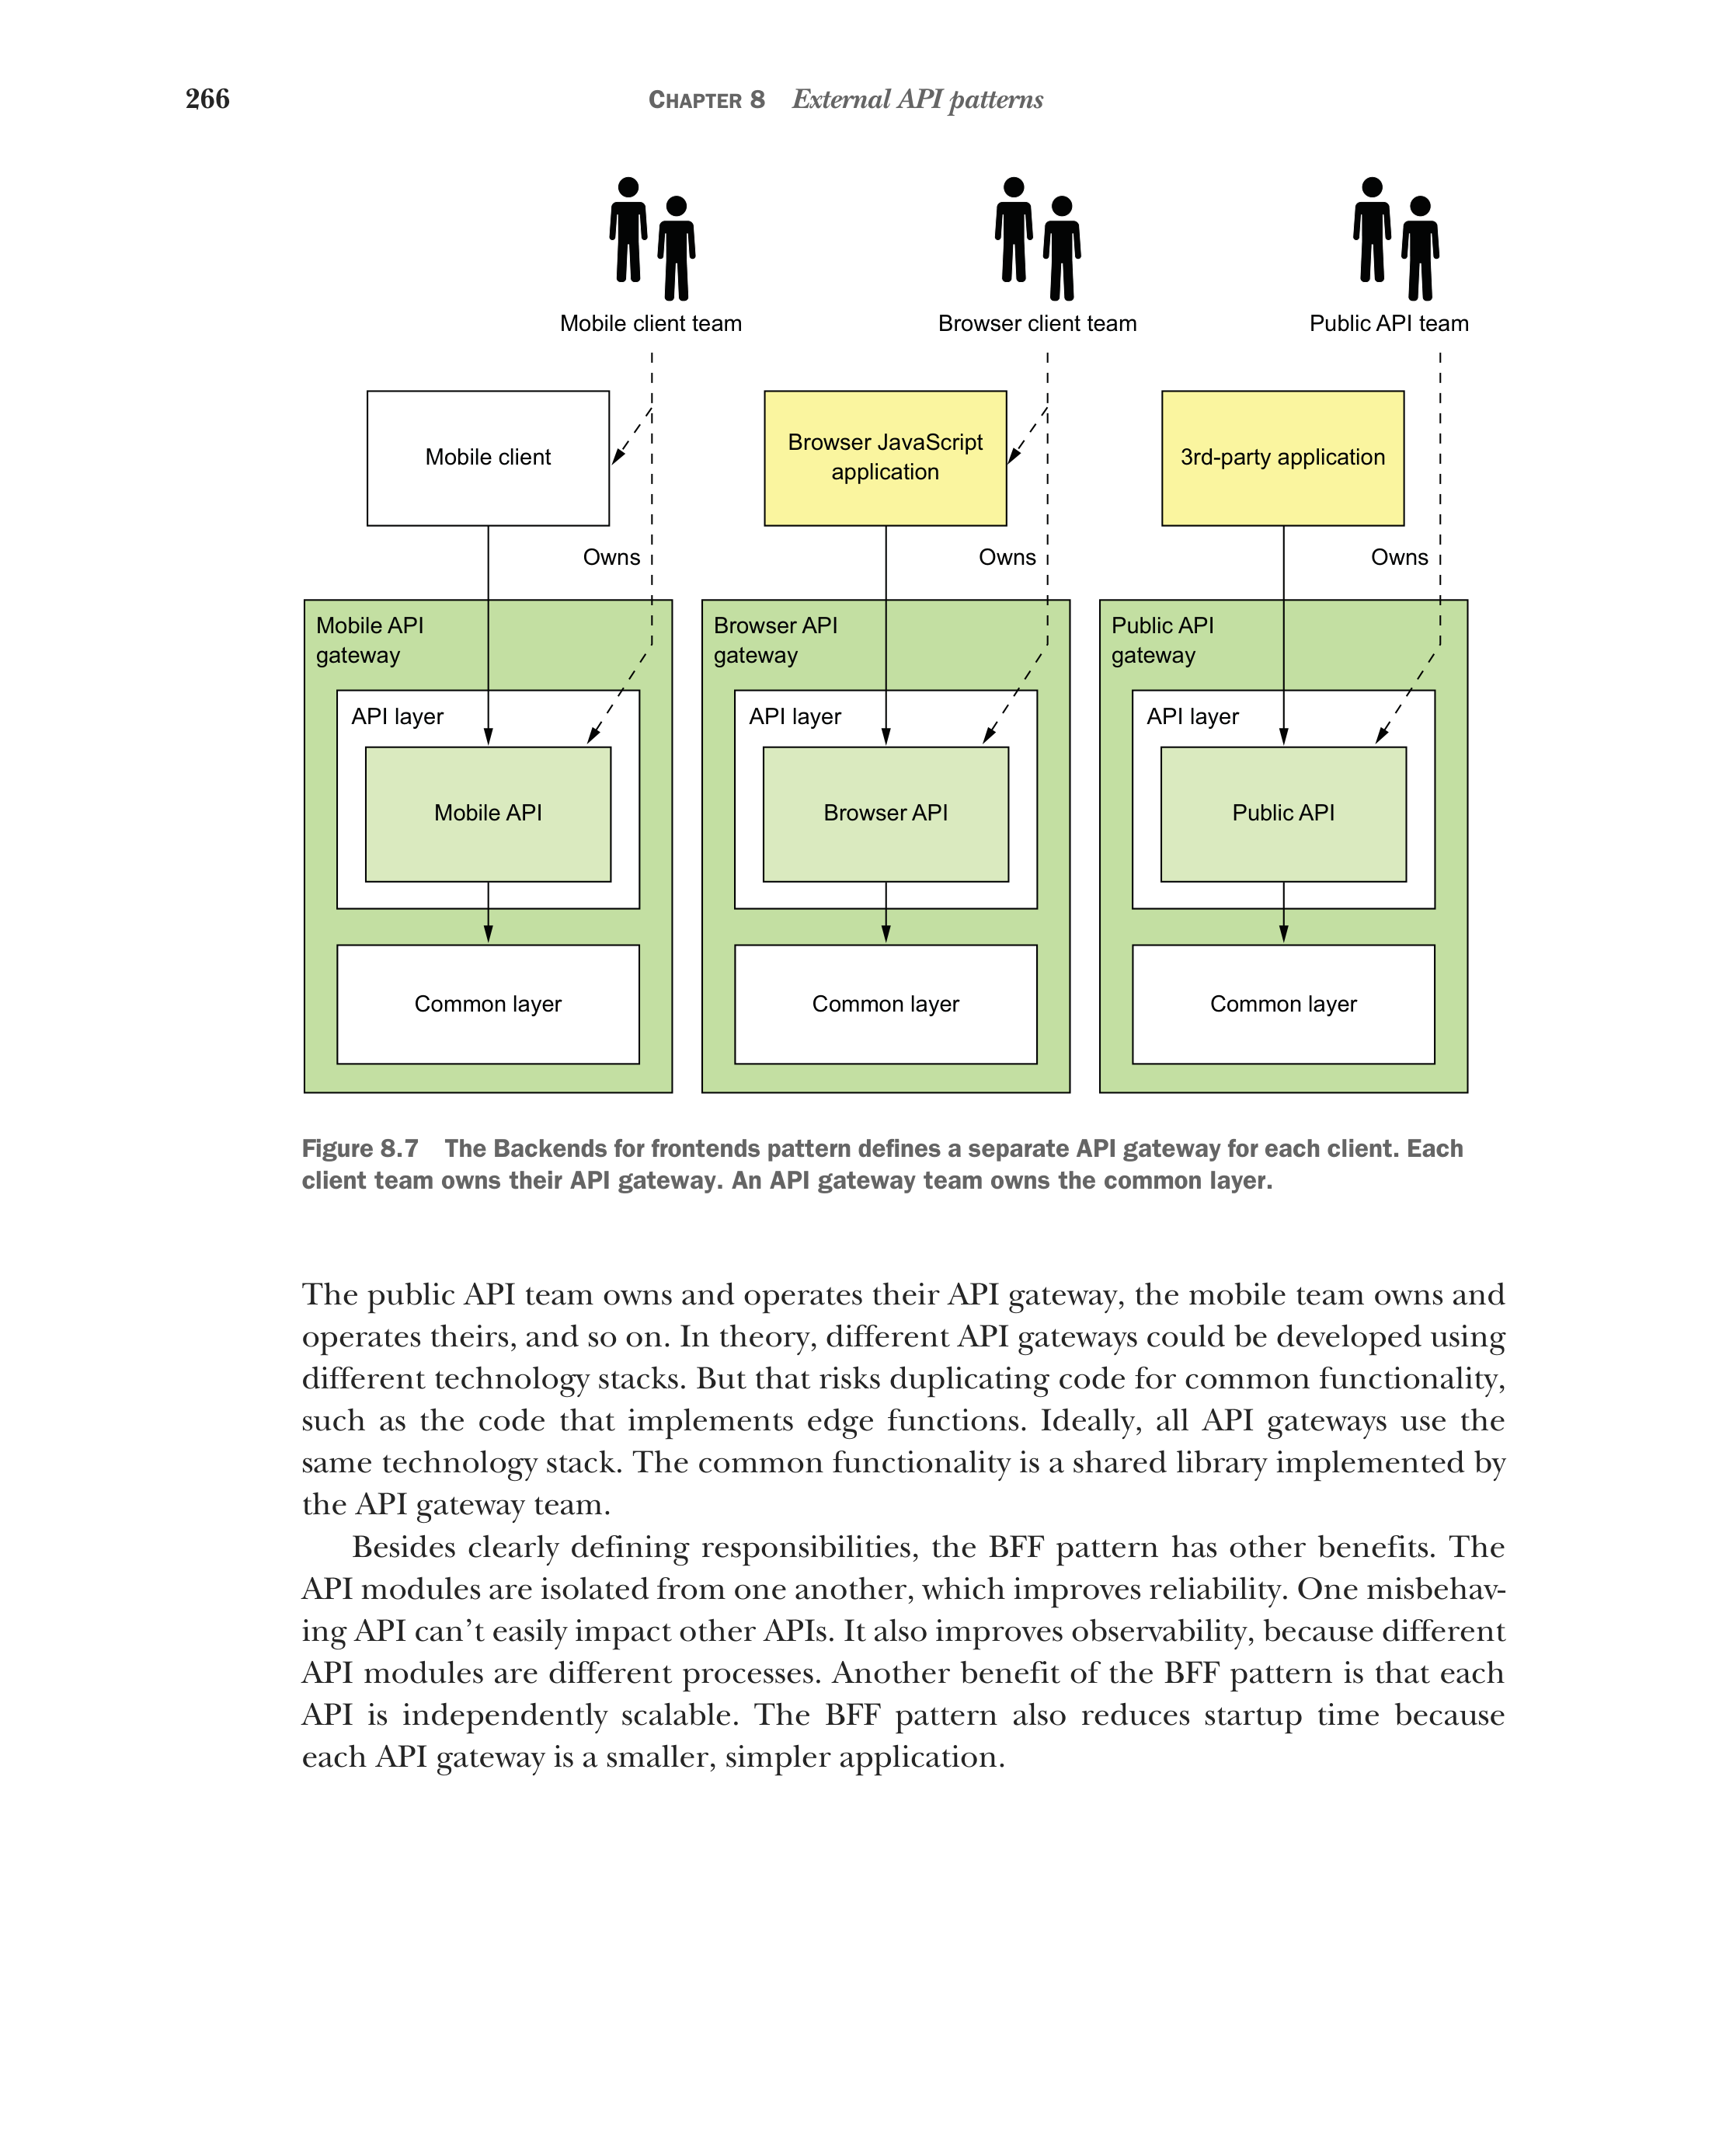 266
CHAPTER 8 External API patterns
Mobile client team
Browser client team
Public API team
Mobile client
Browser JavaScript
application
3rd-party application
Owns
Owns
Owns
Mobile API
gateway
Browser API
gateway
Public API
gateway
API layer
API layer
API layer
Mobile API
Browser API
Public API
Common layer
Common layer
Common layer
Figure 8.7 The Backends for frontends pattern defines a separate API gateway for each client. Each
client team owns their API gateway. An API gateway team owns the common layer.
The public API team owns and operates their API gateway, the mobile team owns and
operates theirs, and so on. In theory, different API gateways could be developed using
different technology stacks. But that risks duplicating code for common functionality,
such as the code that implements edge functions. Ideally, all API gateways use the
same technology stack. The common functionality is a shared library implemented by
the API gateway team.
Besides clearly defining responsibilities, the BFF pattern has other benefits. The
API modules are isolated from one another, which improves reliability. One misbehav-
ing API can’t easily impact other APIs. It also improves observability, because different
API modules are different processes. Another benefit of the BFF pattern is that each
API is independently scalable. The BFF pattern also reduces startup time because
each API gateway is a smaller, simpler application.